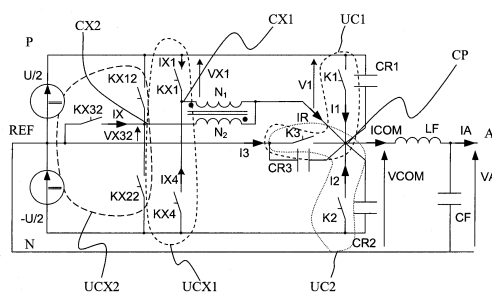 CX2
CX1
UC1
P
CP
U/2
KX12
IX1
KX1
VX1
N₁
V1
K1
CR1
KX32
IX
IR
I1
REF
VX32
N₂
K3
ICOM
LF
IA
A
I3
CR3
-U/2
KX22
IX4
KX4
I2
K2
VCOM
CF
VA
N
CR2
UCX2
UCX1
UC2